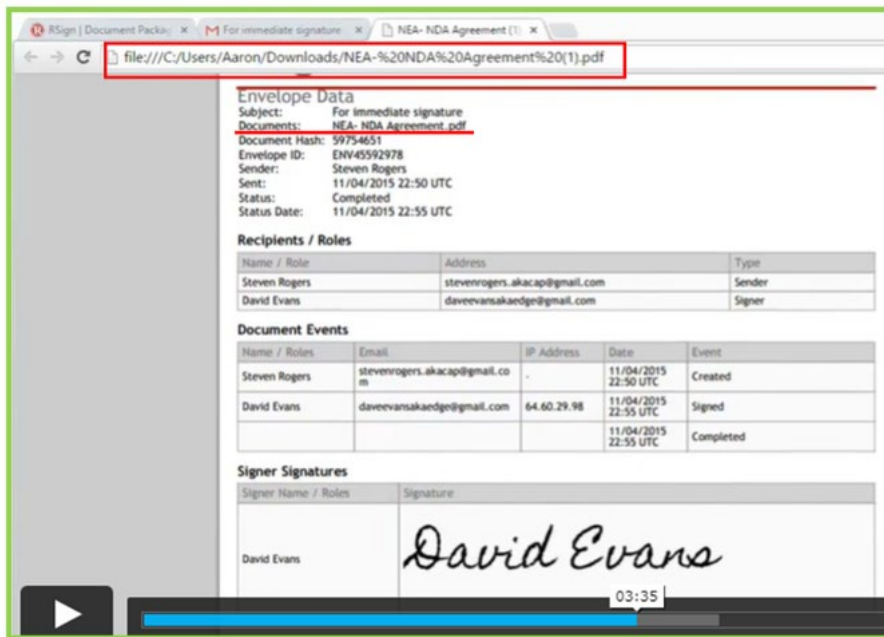 RSign | Document Packag
For immediate signature
NEA- NDA Agreement (1)
file:///C:/Users/Aaron/Downloads/NEA-%20NDA%20Agreement%20(1).pdf
Envelope Data
Subject: For immediate signature
Documents: NEA- NDA Agreement.pdf
Document Hash: 59754651
Envelope ID: ENV45592978
Sender: Steven Rogers
Sent: 11/04/2015 22:50 UTC
Status: Completed
Status Date: 11/04/2015 22:55 UTC
Recipients / Roles
Name / Role Address Type
Steven Rogers stevenrogers.akacap@gmail.com Sender
David Evans daveevansakaedge@gmail.com Signer
Document Events
Name / Roles Email IP Address Date Event
Steven Rogers stevenrogers.akacap@gmail.co
m - 11/04/2015
22:50 UTC Created
David Evans daveevansakaedge@gmail.com 64.60.29.98 11/04/2015
22:55 UTC Signed
11/04/2015
22:55 UTC Completed
Signer Signatures
Signer Name / Roles Signature
David Evans David Evans
03:35